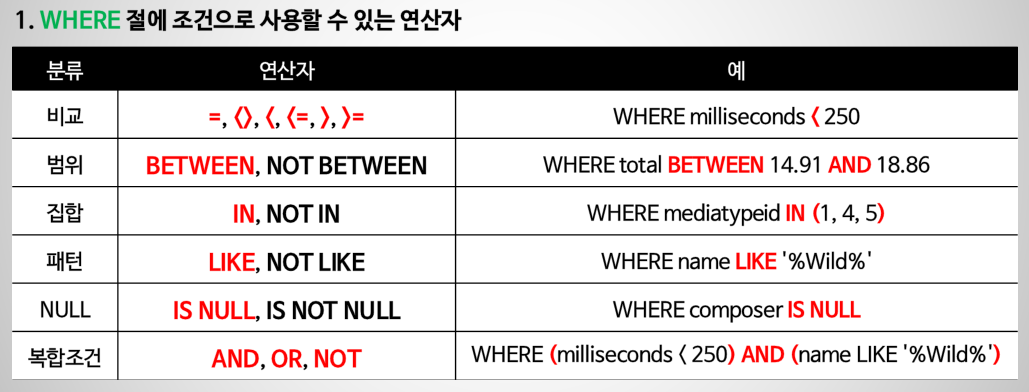 1. WHERE 절에 조건으로 사용할 수 있는 연산자
분류 연산자 예
비교 =, <>, <, <=, >, >= WHERE milliseconds < 250
범위 BETWEEN, NOT BETWEEN WHERE total BETWEEN 14.91 AND 18.86
집합 IN, NOT IN WHERE mediatypeid IN (1, 4, 5)
패턴 LIKE, NOT LIKE WHERE name LIKE '%Wild%'
NULL IS NULL, IS NOT NULL WHERE composer IS NULL
복합조건 AND, OR, NOT WHERE (milliseconds < 250) AND (name LIKE '%Wild%')